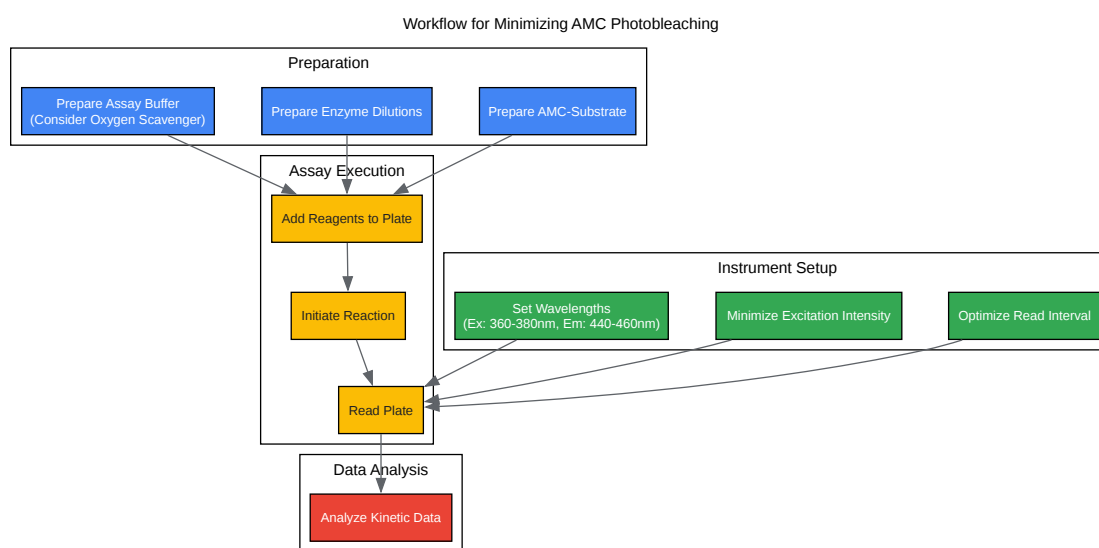 Workflow for Minimizing AMC Photobleaching
Preparation
Prepare Assay Buffer
(Consider Oxygen Scavenger)
Prepare Enzyme Dilutions
Prepare AMC-Substrate
Assay Execution
Add Reagents to Plate
Instrument Setup
Initiate Reaction
Set Wavelengths
(Ex: 360-380nm, Em: 440-460nm)
Minimize Excitation Intensity
Optimize Read Interval
Read Plate
Data Analysis
Analyze Kinetic Data